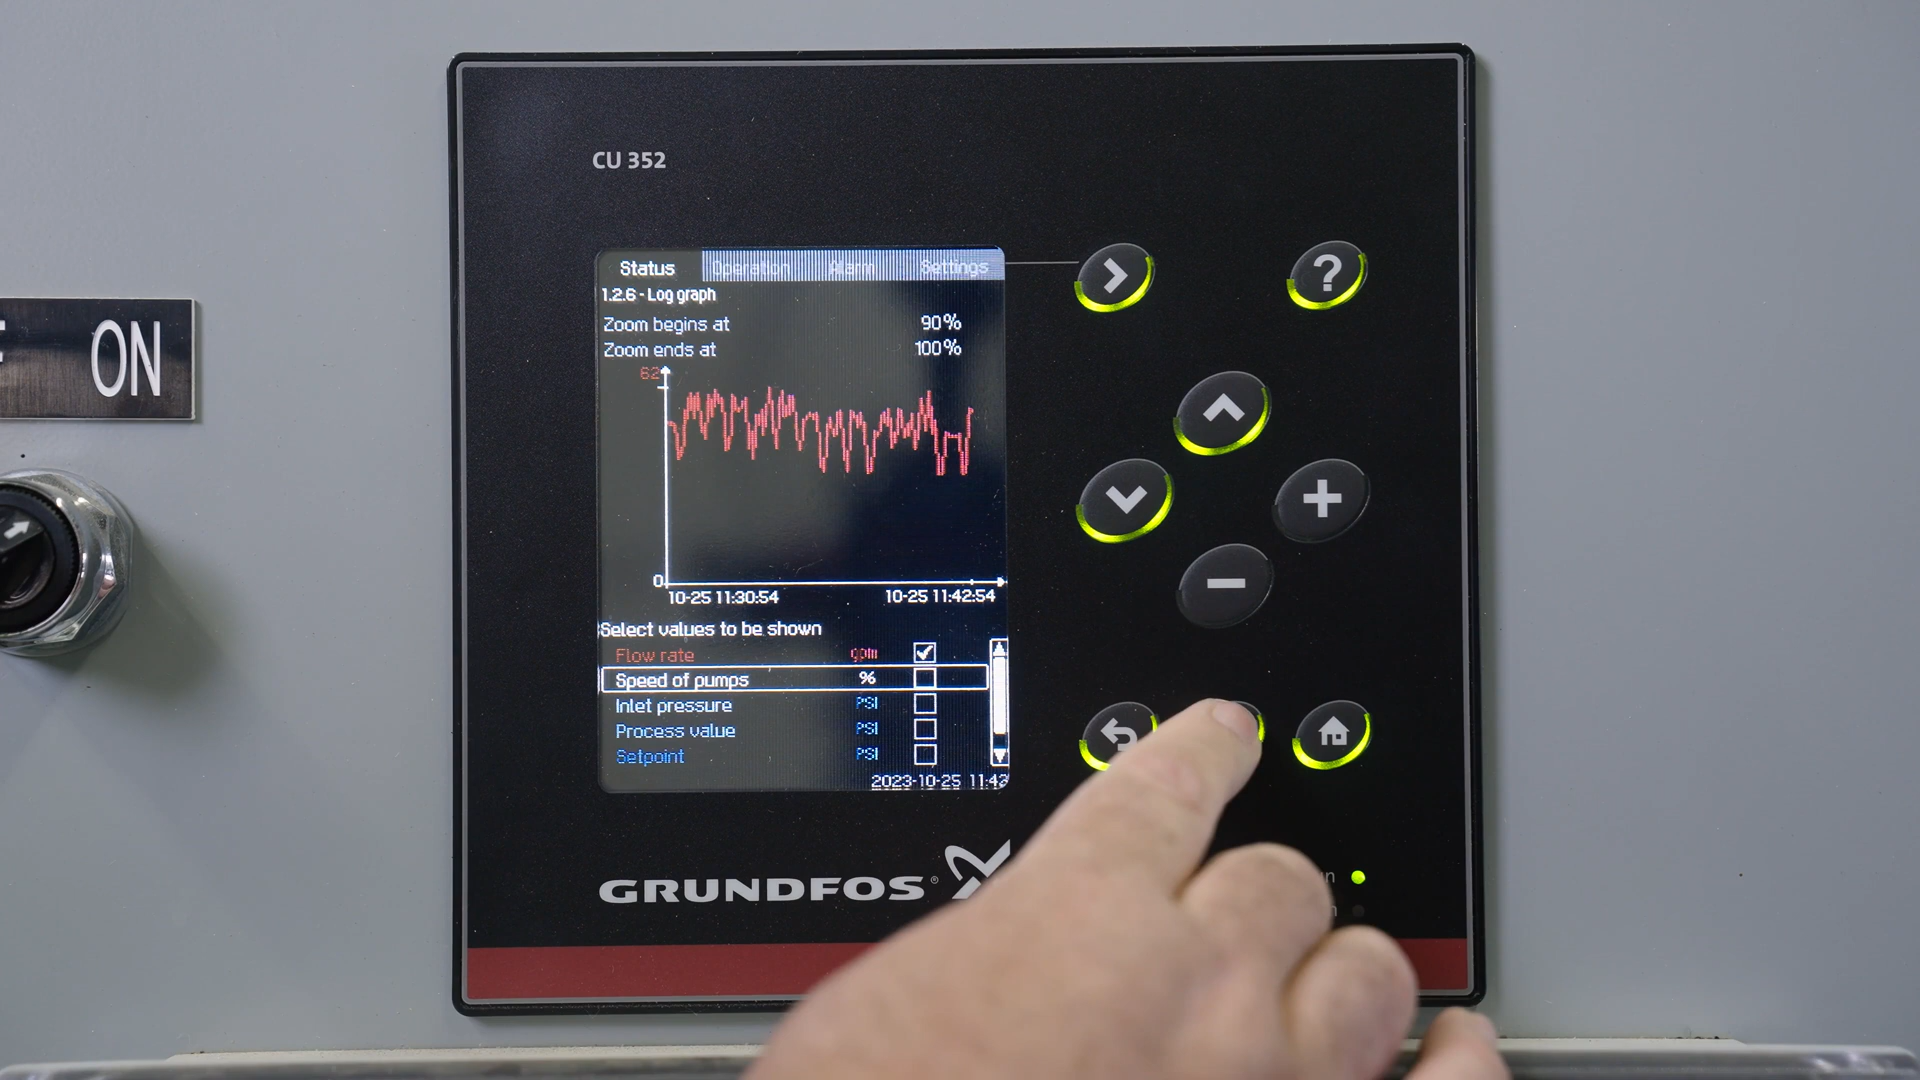 CU 352
ON
Status Operation Alarm Settings
1.2.6 - Log graph
Zoom begins at 90%
Zoom ends at 100%
62
0
10-25 11:30:54 10-25 11:42:54
Select values to be shown
Flow rate gpm
Speed of pumps %
Inlet pressure PSI
Process value PSI
Setpoint PSI
2023-10-25 11:43
GRUNDFOS®